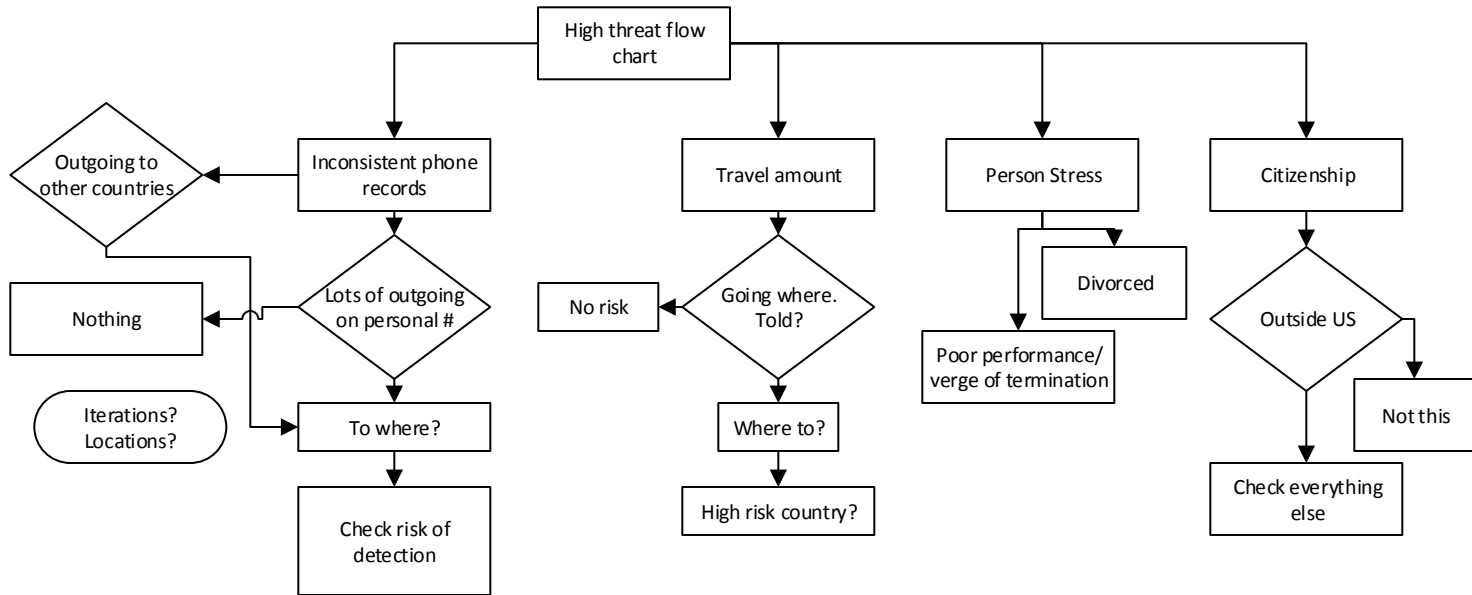 High threat flow
chart
Outgoing to
other countries
Inconsistent phone
records
Travel amount
Person Stress
Citizenship
Nothing
Lots of outgoing
on personal #
No risk
Going where.
Told?
Divorced
Poor performance/
verge of termination
Outside US
Iterations?
Locations?
To where?
Where to?
Not this
Check risk of
detection
High risk country?
Check everything
else